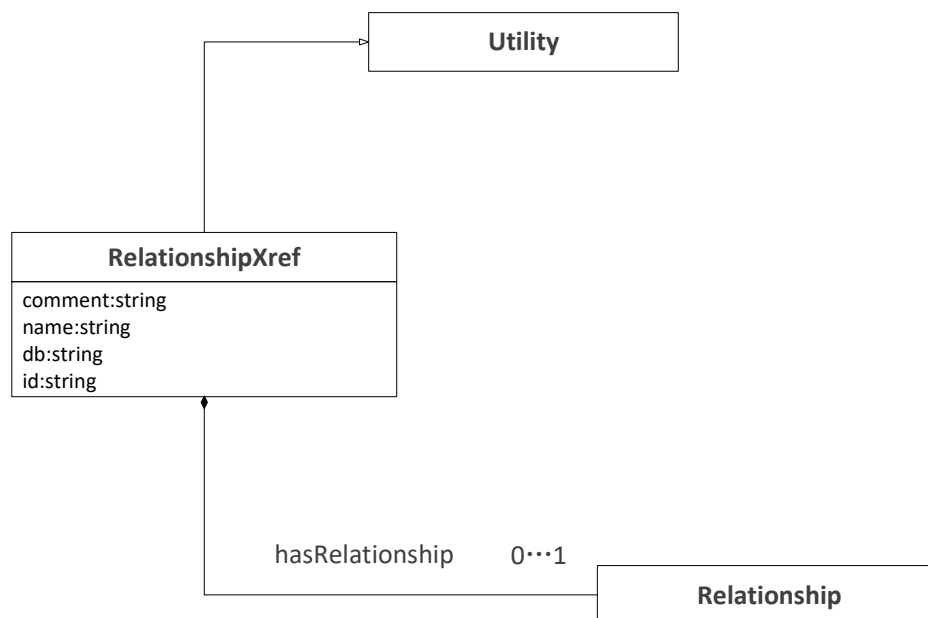 Utility
RelationshipXref
comment:string
name:string
db:string
id:string
hasRelationship 0⋯1
Relationship